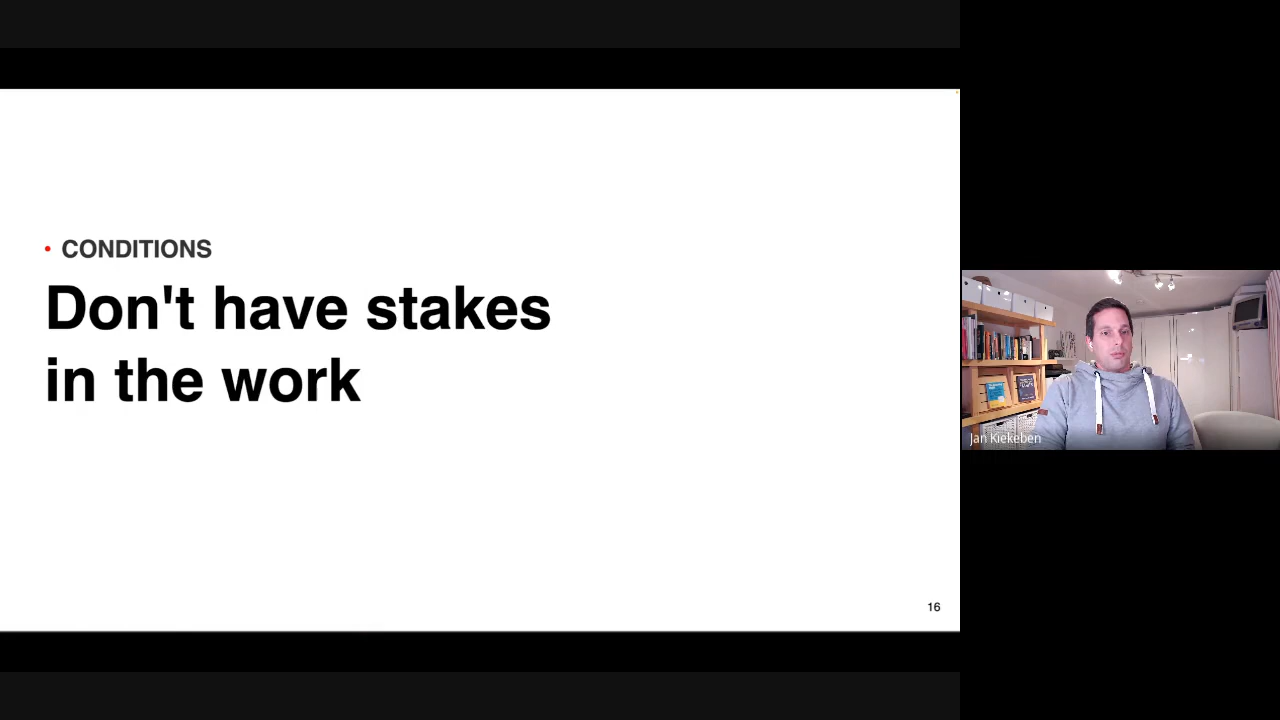 • CONDITIONS
Don't have stakes
in the work
16
Jan Kiekeben